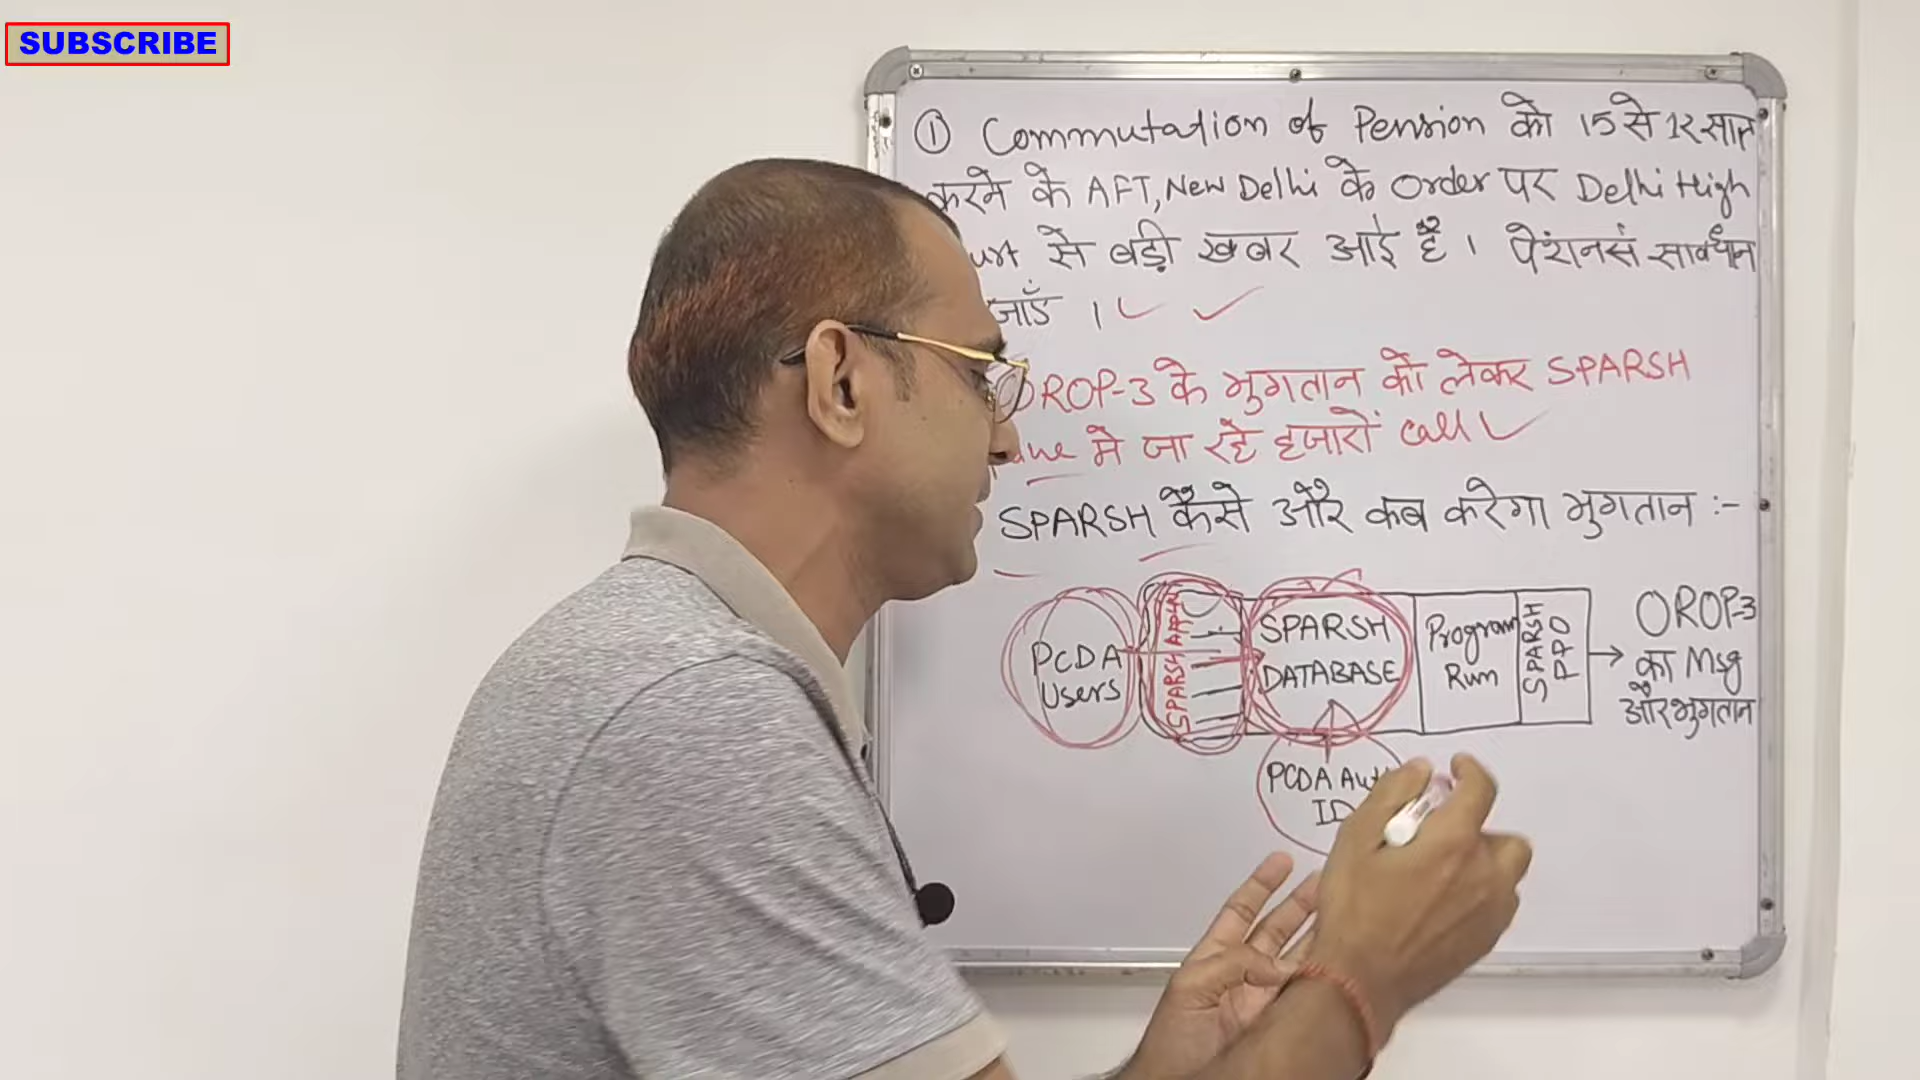 SUBSCRIBE
① Commutation of Pension को 15 से 12 साल
करने के AFT, New Delhi के Order पर Delhi High
से बड़ी खबर आई है । पेंशनर्स सावधान
जाँऐ ।
OROP-3 के भुगतान को लेकर SPARSH
में जा रहे हजारों call
SPARSH कैसे और कब करेगा भुगतान :-
PCDA
Users
SPARSH
SPARSH
DATABASE
Program
Run
SPARSH
PPO
OROP-3
का Msg
और भुगतान
PCDA
ID